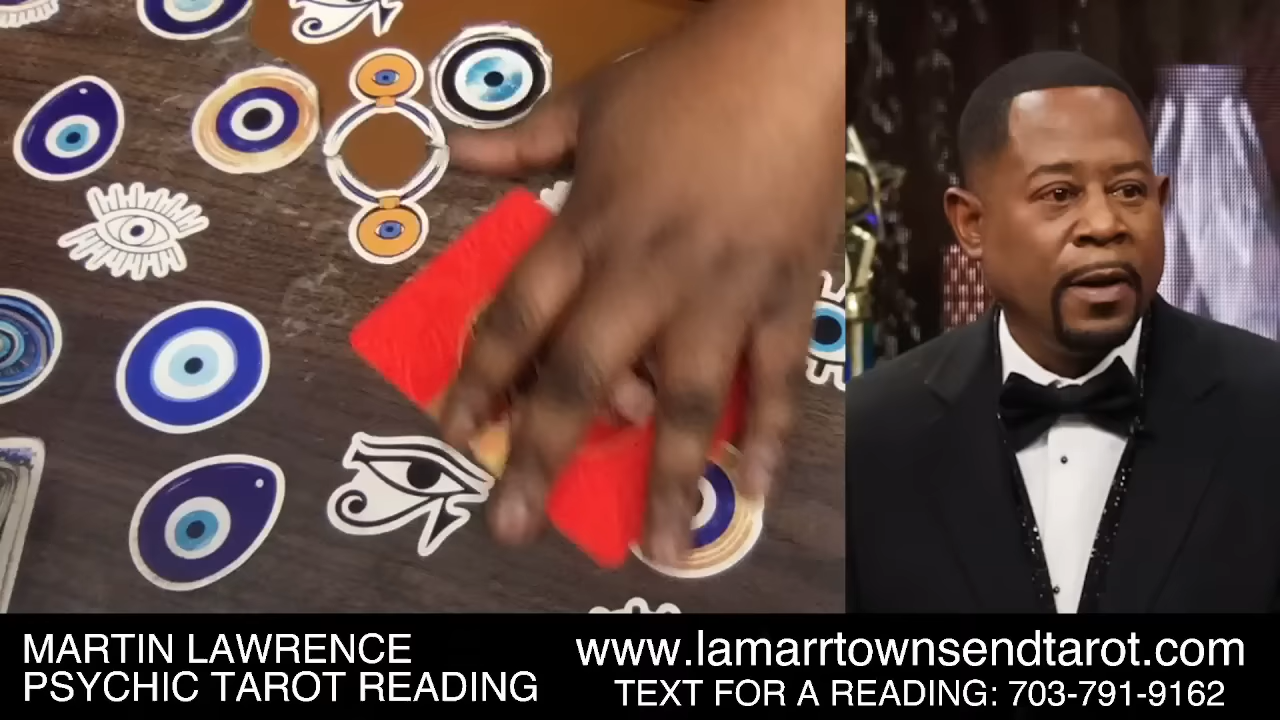 MARTIN LAWRENCE
PSYCHIC TAROT READING
www.lamarrtownsendtarot.com
TEXT FOR A READING: 703-791-9162